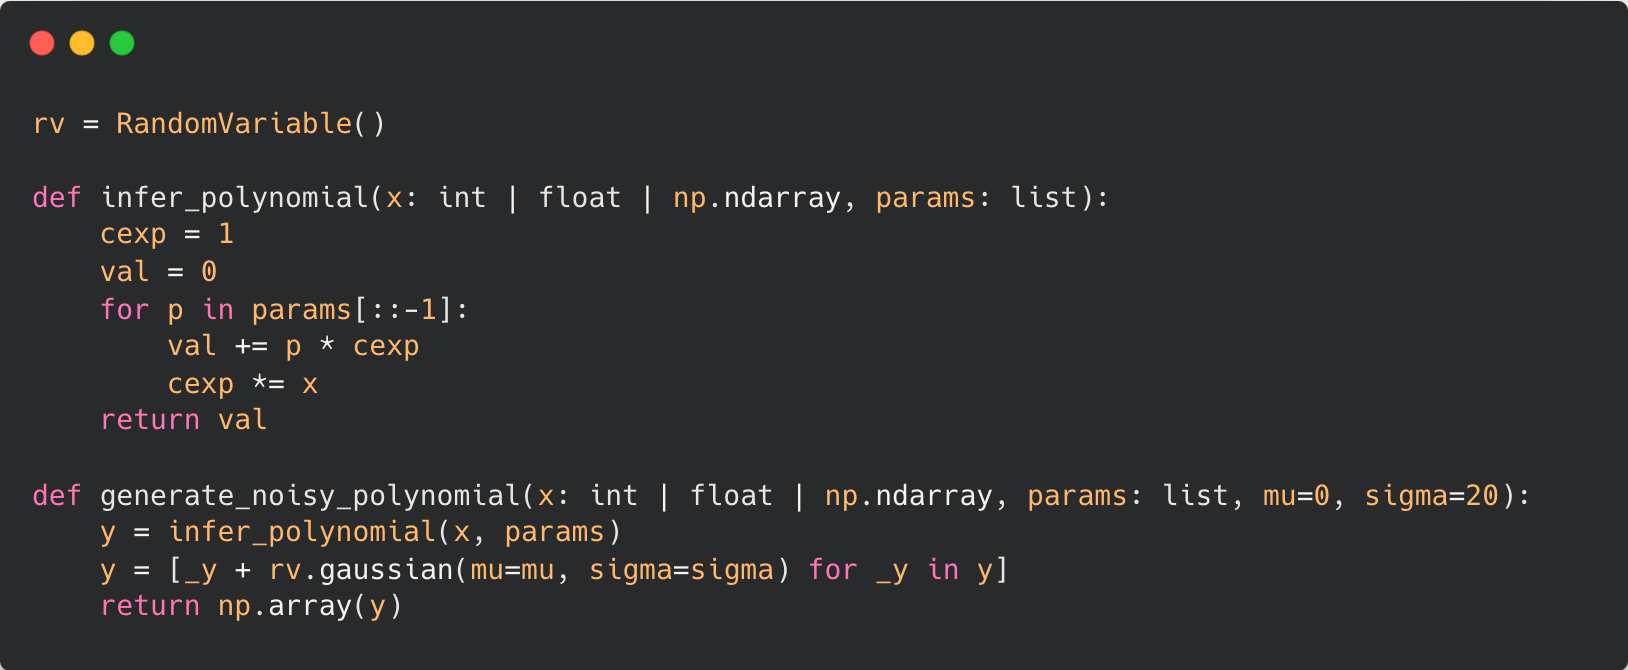 rv = RandomVariable()
def infer_polynomial(x: int | float | np.ndarray, params: list):
    cexp = 1
    val = 0
    for p in params[::-1]:
        val += p * cexp
        cexp *= x
    return val
def generate_noisy_polynomial(x: int | float | np.ndarray, params: list, mu=0, sigma=20):
    y = infer_polynomial(x, params)
    y = [_y + rv.gaussian(mu=mu, sigma=sigma) for _y in y]
    return np.array(y)